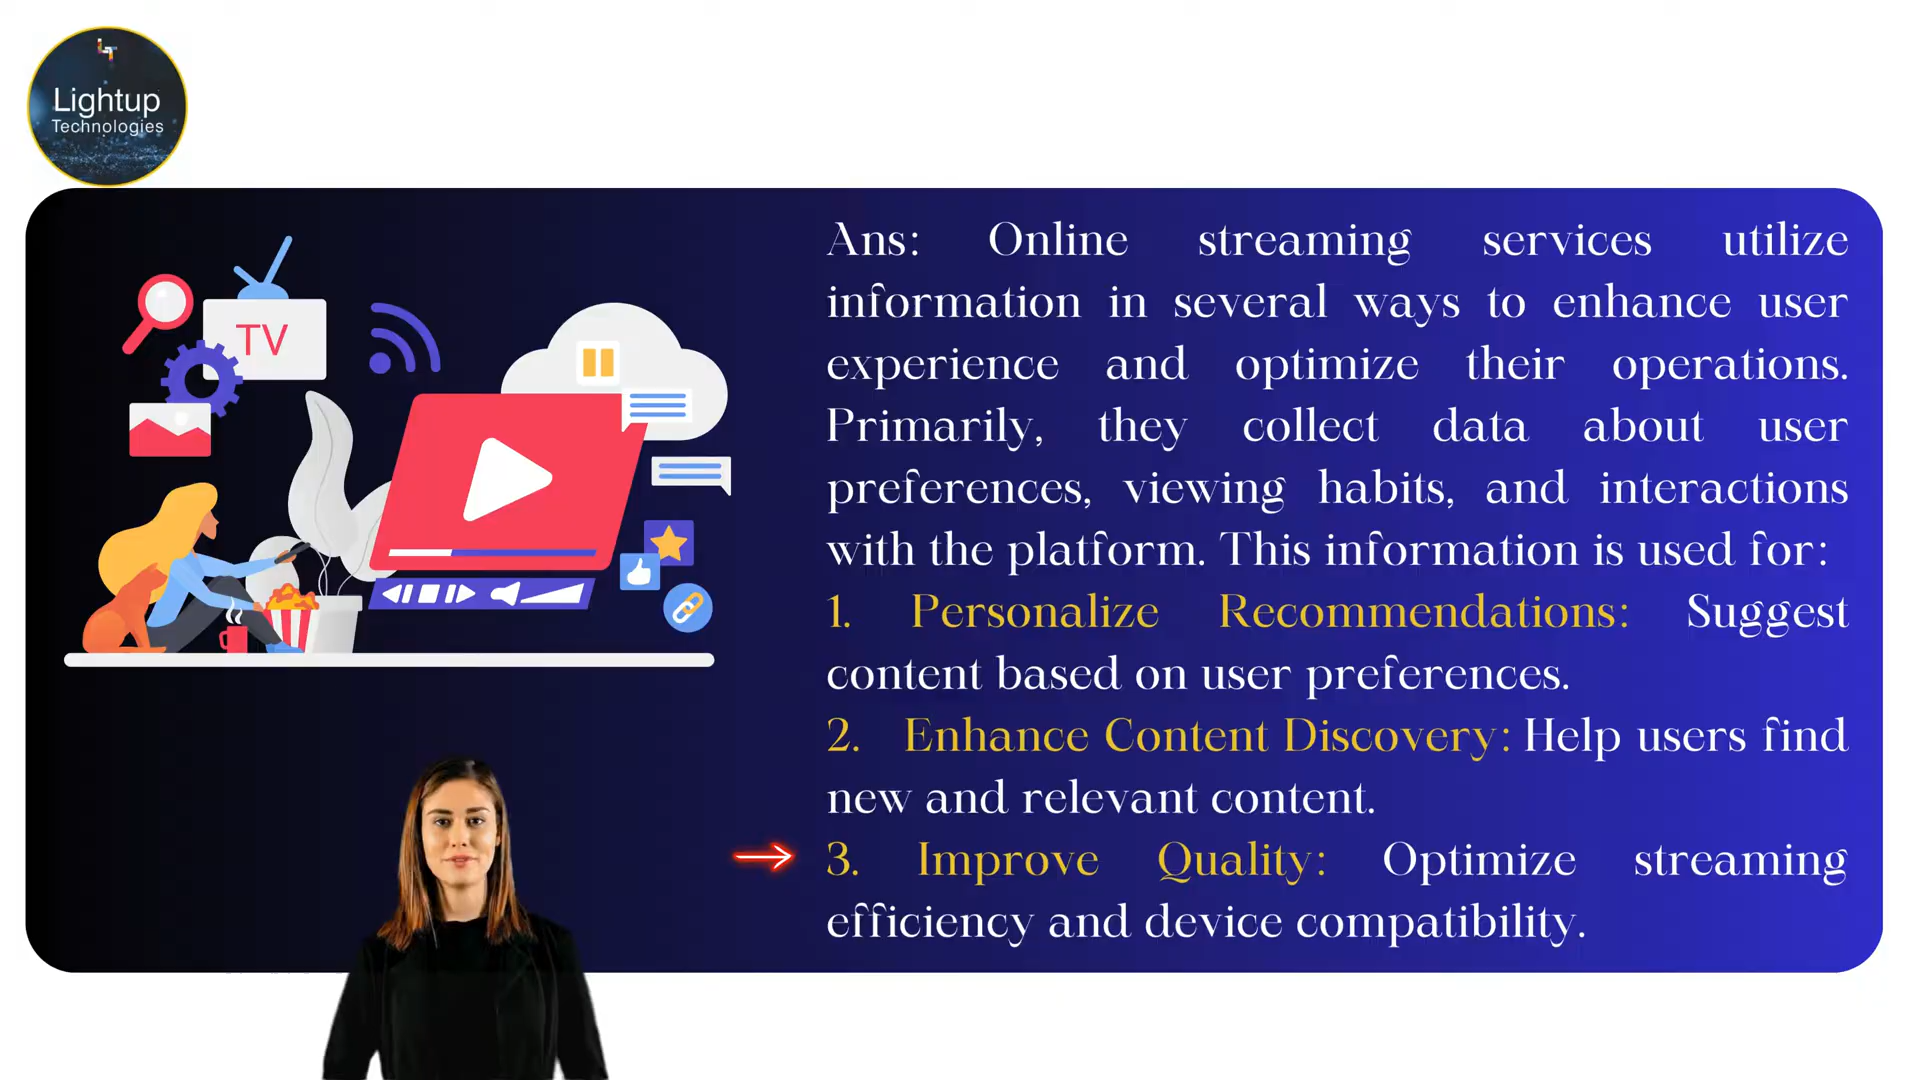 LT
Lightup
Technologies
TV
Ans: Online streaming services utilize
information in several ways to enhance user
experience and optimize their operations.
Primarily, they collect data about user
preferences, viewing habits, and interactions
with the platform. This information is used for:
1. Personalize Recommendations: Suggest
content based on user preferences.
2. Enhance Content Discovery: Help users find
new and relevant content.
3. Improve Quality: Optimize streaming
efficiency and device compatibility.